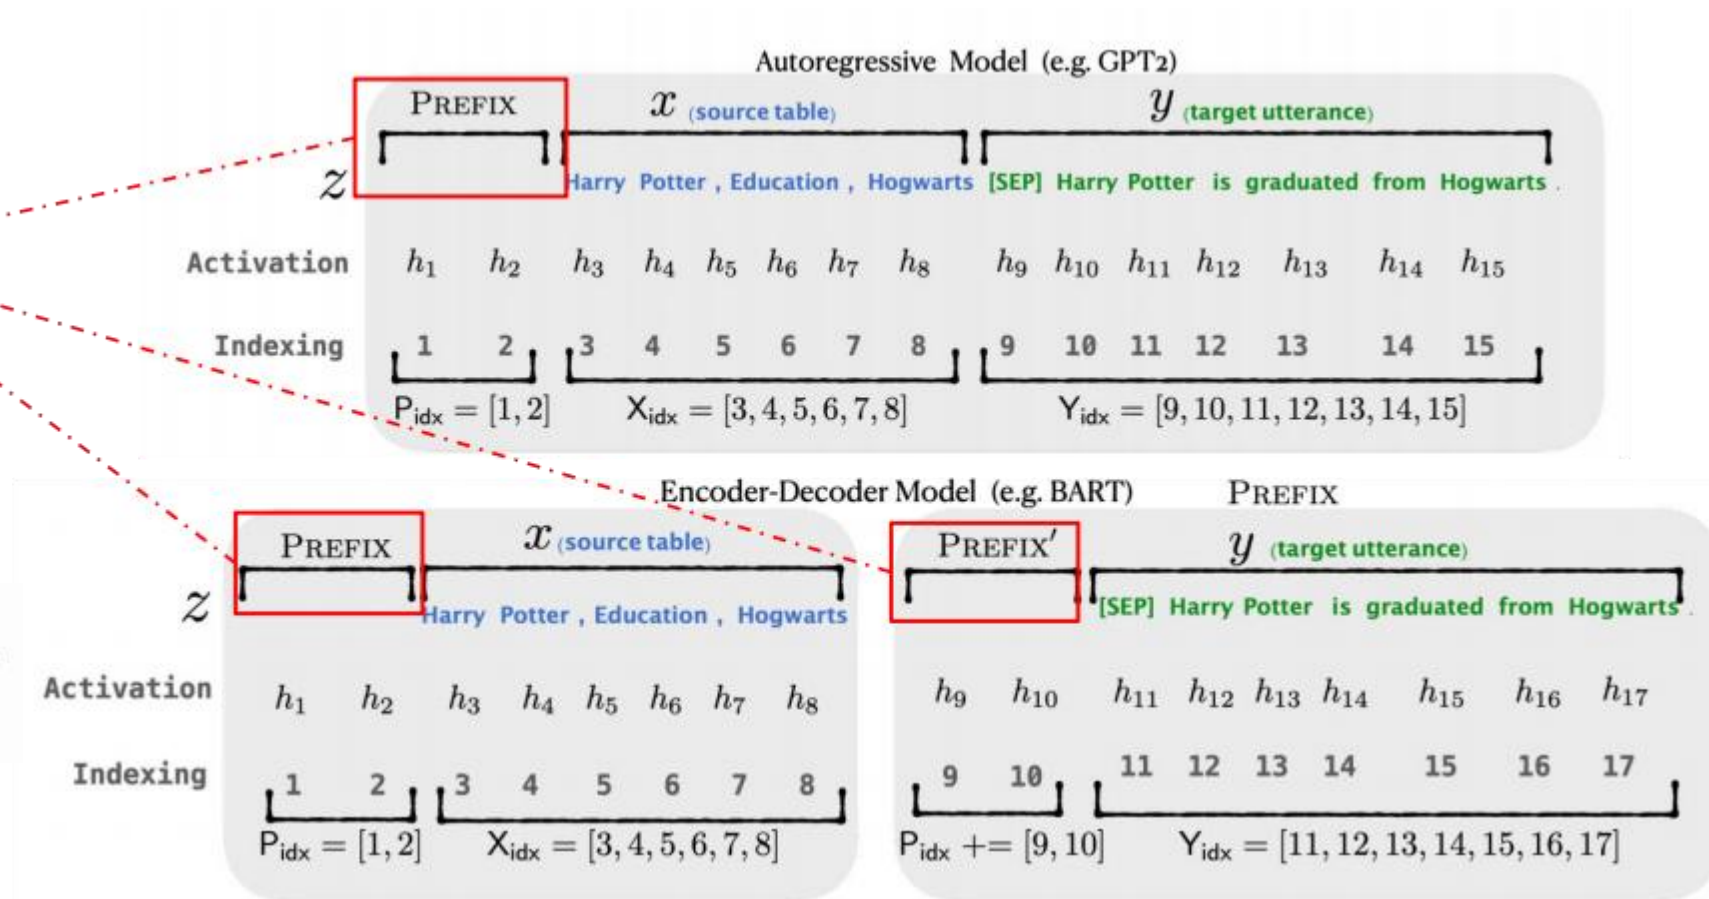 Autoregressive Model (e.g. GPT2)
PREFIX x (source table) y (target utterance)
z Harry Potter , Education , Hogwarts [SEP] Harry Potter is graduated from Hogwarts .
Activation h₁ h₂ h₃ h₄ h₅ h₆ h₇ h₈ h₉ h₁₀ h₁₁ h₁₂ h₁₃ h₁₄ h₁₅
Indexing 1 2 3 4 5 6 7 8 9 10 11 12 13 14 15
P_idx = [1, 2] X_idx = [3, 4, 5, 6, 7, 8] Y_idx = [9, 10, 11, 12, 13, 14, 15]
Encoder-Decoder Model (e.g. BART) PREFIX
PREFIX x (source table) PREFIX′ y (target utterance)
z Harry Potter , Education , Hogwarts [SEP] Harry Potter is graduated from Hogwarts .
Activation h₁ h₂ h₃ h₄ h₅ h₆ h₇ h₈ h₉ h₁₀ h₁₁ h₁₂ h₁₃ h₁₄ h₁₅ h₁₆ h₁₇
Indexing 1 2 3 4 5 6 7 8 9 10 11 12 13 14 15 16 17
P_idx = [1, 2] X_idx = [3, 4, 5, 6, 7, 8] P_idx += [9, 10] Y_idx = [11, 12, 13, 14, 15, 16, 17]